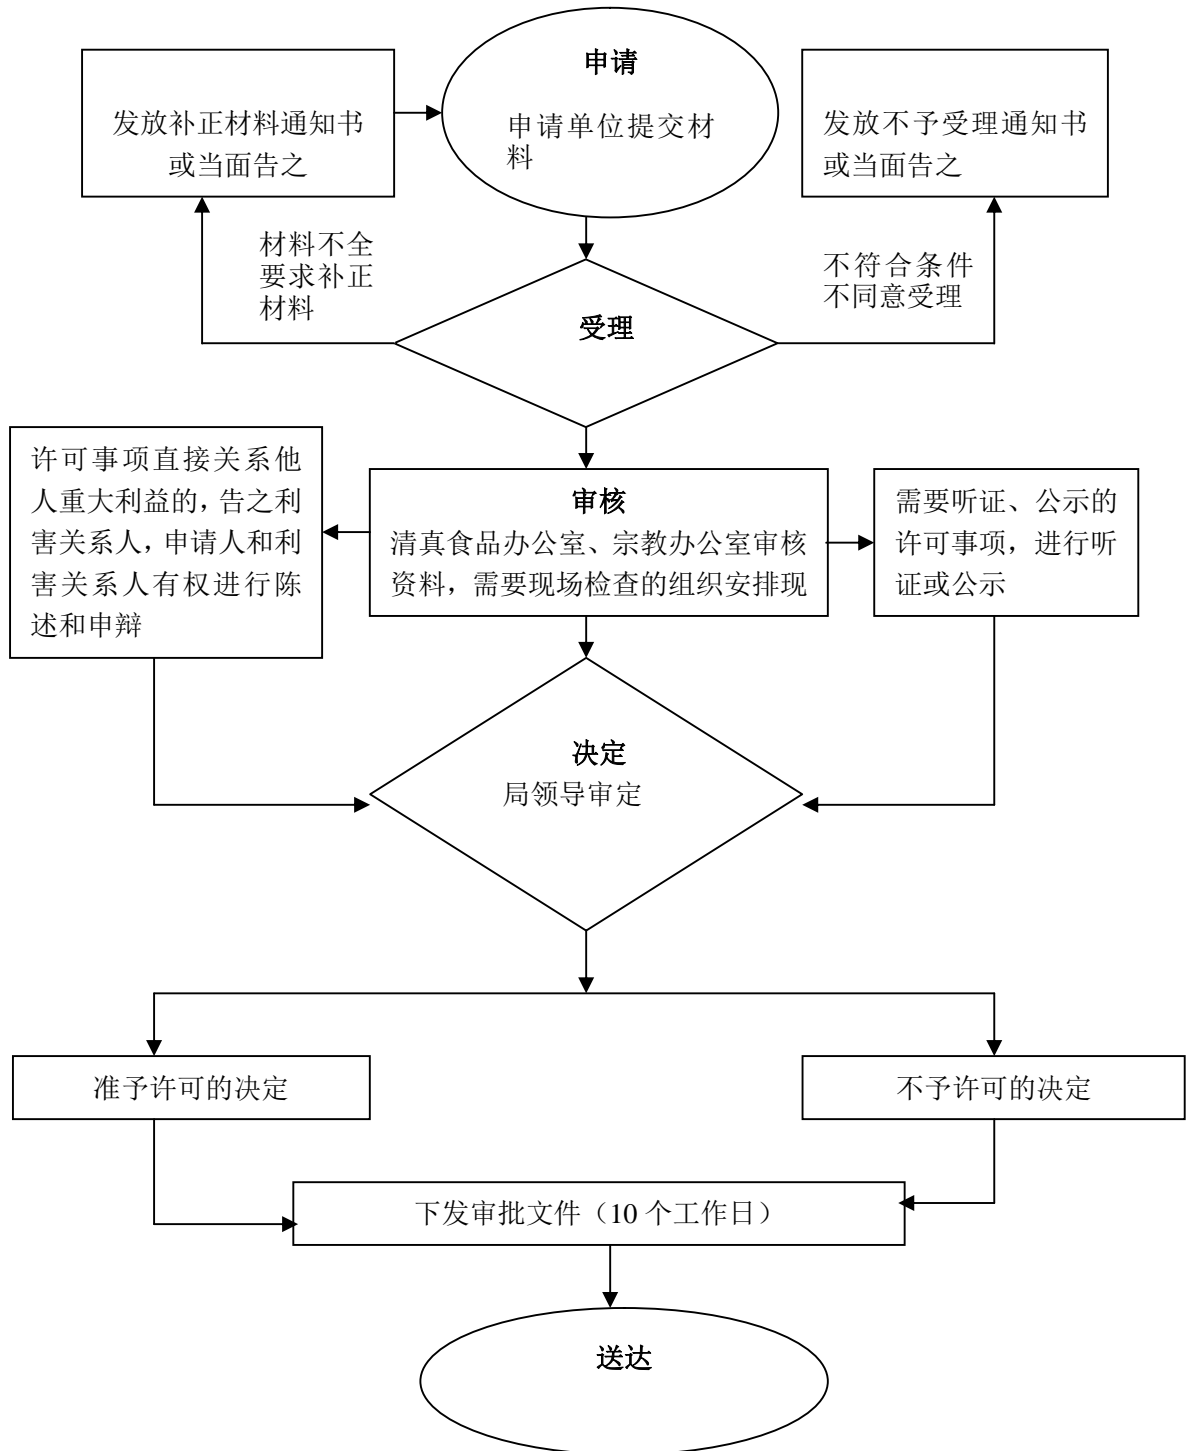 申请
申请单位提交材
料
发放补正材料通知书
或当面告之
发放不予受理通知书
或当面告之
材料不全
要求补正
材料
不符合条件
不同意受理
受理
许可事项直接关系他
人重大利益的，告之利
害关系人，申请人和利
害关系人有权进行陈
述和申辩
审核
清真食品办公室、宗教办公室审核
资料，需要现场检查的组织安排现
需要听证、公示的
许可事项，进行听
证或公示
决定
局领导审定
准予许可的决定
不予许可的决定
下发审批文件（10 个工作日）
送达